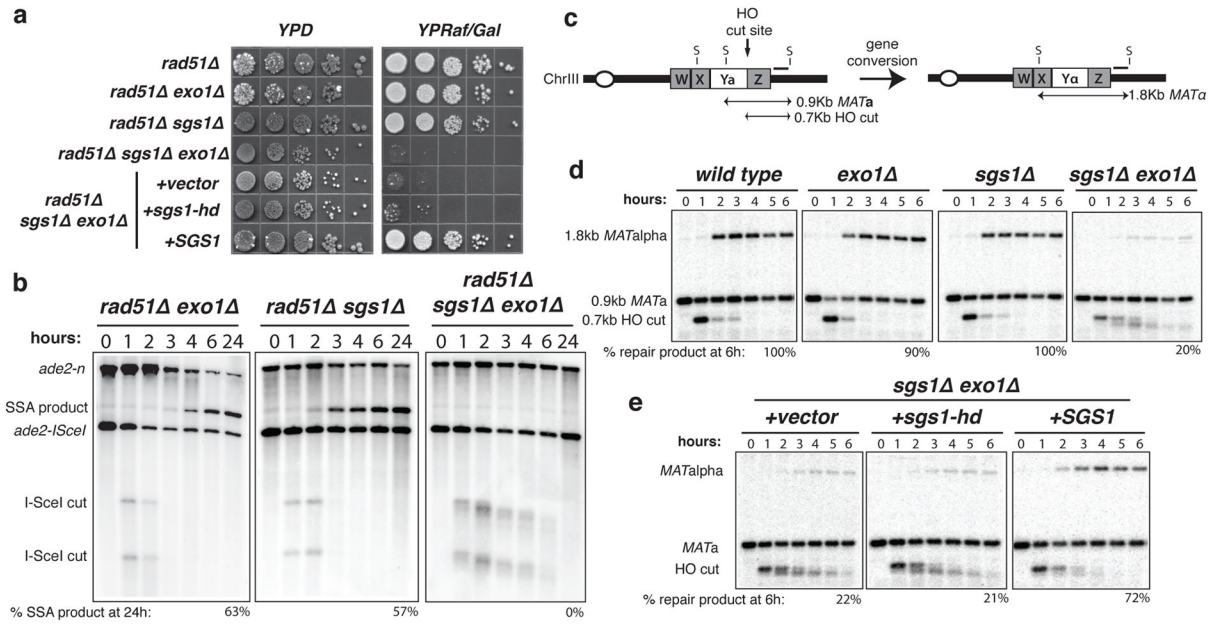 a
YPD YPRaf/Gal
rad51Δ
rad51Δ exo1Δ
rad51Δ sgs1Δ
rad51Δ sgs1Δ exo1Δ
rad51Δ
sgs1Δ exo1Δ
+vector
+sgs1-hd
+SGS1
b
rad51Δ exo1Δ rad51Δ sgs1Δ rad51Δ
sgs1Δ exo1Δ
hours: 0 1 2 3 4 6 24 0 1 2 3 4 6 24 0 1 2 3 4 6 24
ade2-n
SSA product
ade2-ISceI
I-SceI cut
I-SceI cut
% SSA product at 24h: 63% 57% 0%
c
HO
cut site
S S S
ChrIII W X Ya Z
0.9Kb MATa
0.7Kb HO cut
gene
conversion
S S
W X Yα Z
1.8Kb MATα
d
wild type exo1Δ sgs1Δ sgs1Δ exo1Δ
hours: 0 1 2 3 4 5 6 0 1 2 3 4 5 6 0 1 2 3 4 5 6 0 1 2 3 4 5 6
1.8kb MATalpha
0.9kb MATa
0.7kb HO cut
% repair product at 6h: 100% 90% 100% 20%
e
sgs1Δ exo1Δ
+vector +sgs1-hd +SGS1
hours: 0 1 2 3 4 5 6 0 1 2 3 4 5 6 0 1 2 3 4 5 6
MATalpha
MATa
HO cut
% repair product at 6h: 22% 21% 72%